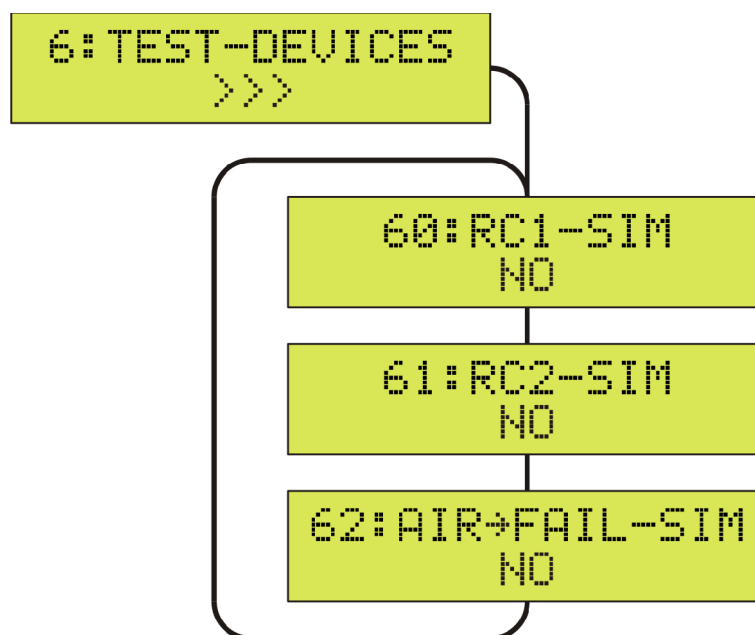 6:TEST-DEVICES
>>>
60:RC1-SIM
NO
61:RC2-SIM
NO
62:AIR→FAIL-SIM
NO